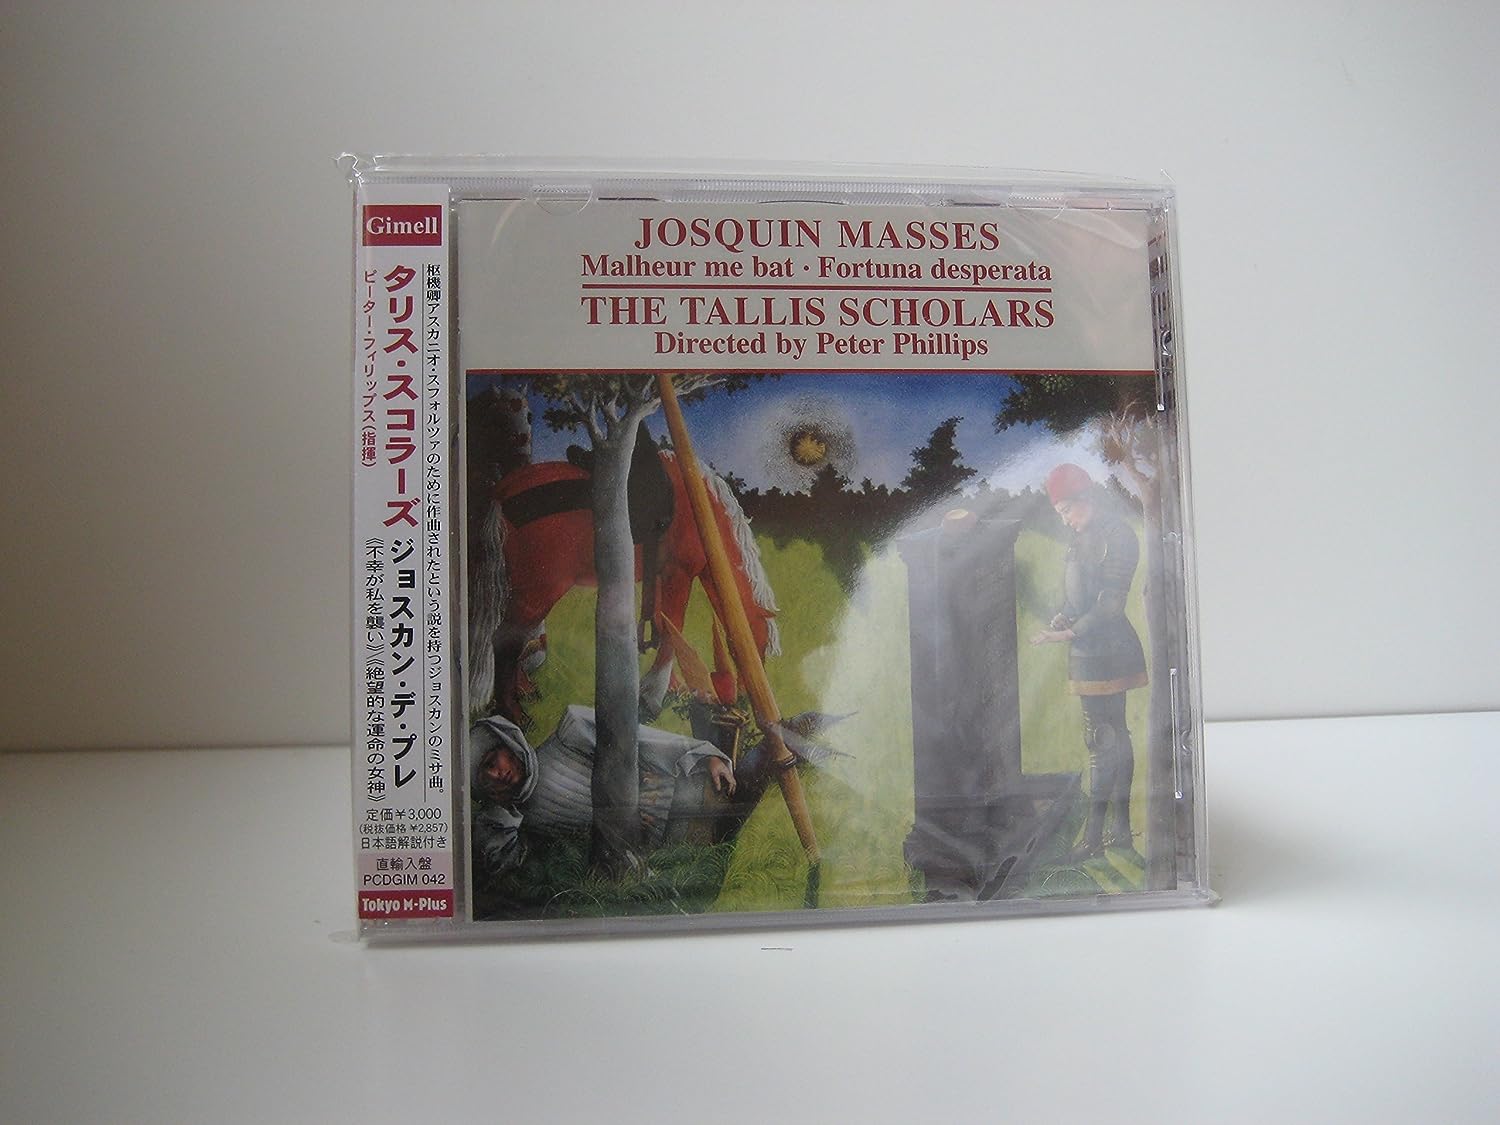 Gimell
枢機卿アスカニオ・スフォルツァのために作曲されたという説を持つジョスカンのミサ曲。
タリス・スコラーズ ジョスカン・デ・プレ
ピーター・フィリップス(指揮)
《不幸が私を襲い》/《絶望的な運命の女神》
定価¥3,000
(税抜価格 ¥2,857)
日本語解説付き
直輸入盤
PCDGIM 042
Tokyo M-Plus
JOSQUIN MASSES
Malheur me bat · Fortuna desperata
THE TALLIS SCHOLARS
Directed by Peter Phillips